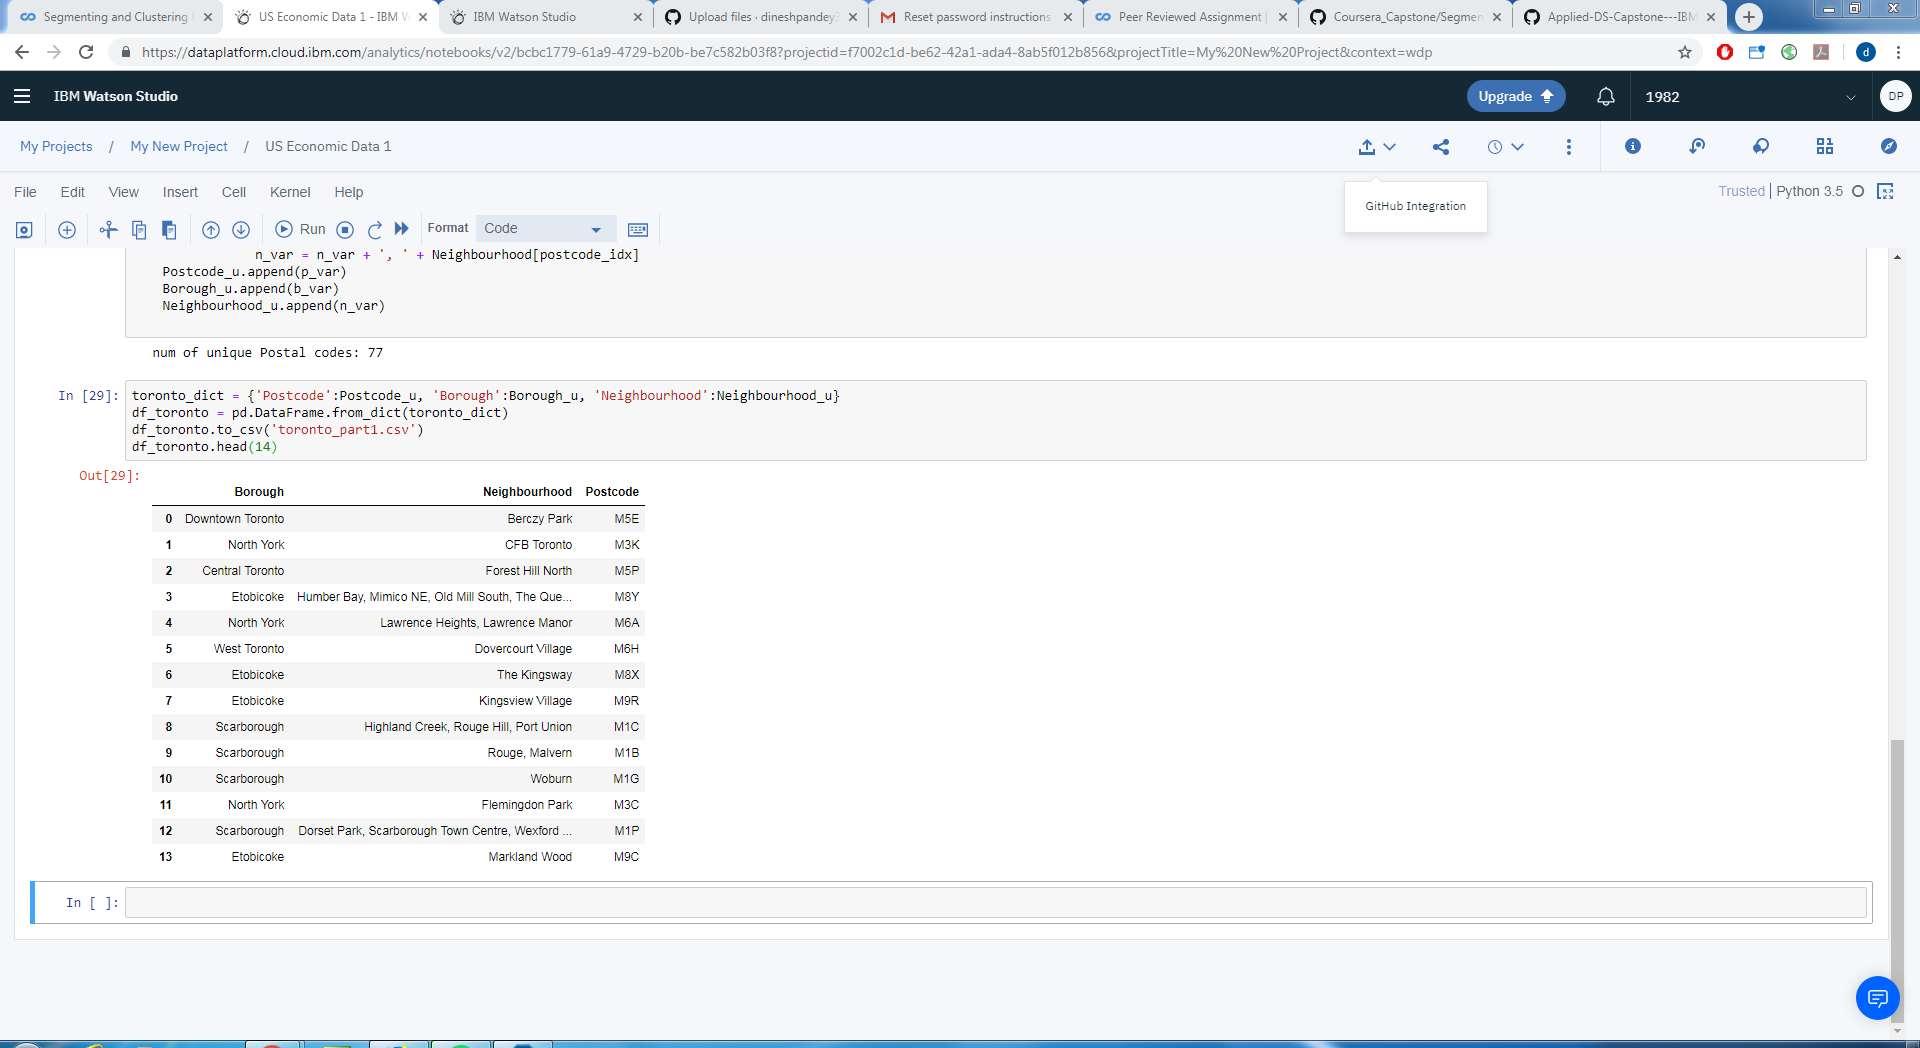 Segmenting and Clustering
US Economic Data 1 - IBM W
IBM Watson Studio
Upload files · dineshpandey
Reset password instructions
Peer Reviewed Assignment |
Coursera_Capstone/Segmen
Applied-DS-Capstone---IBM
https://dataplatform.cloud.ibm.com/analytics/notebooks/v2/bcbc1779-61a9-4729-b20b-be7c582b03f8?projectid=f7002c1d-be62-42a1-ada4-8ab5f012b856&projectTitle=My%20New%20Project&context=wdp
d
IBM Watson Studio
Upgrade
1982
DP
My Projects / My New Project / US Economic Data 1
File Edit View Insert Cell Kernel Help
GitHub Integration
Trusted | Python 3.5
Run
Format
Code
n_var = n_var + ', ' + Neighbourhood[postcode_idx]
Postcode_u.append(p_var)
Borough_u.append(b_var)
Neighbourhood_u.append(n_var)
num of unique Postal codes: 77
In [29]: toronto_dict = {'Postcode':Postcode_u, 'Borough':Borough_u, 'Neighbourhood':Neighbourhood_u}
df_toronto = pd.DataFrame.from_dict(toronto_dict)
df_toronto.to_csv('toronto_part1.csv')
df_toronto.head(14)
Out[29]:
Borough Neighbourhood Postcode
0 Downtown Toronto Berczy Park M5E
1 North York CFB Toronto M3K
2 Central Toronto Forest Hill North M5P
3 Etobicoke Humber Bay, Mimico NE, Old Mill South, The Que... M8Y
4 North York Lawrence Heights, Lawrence Manor M6A
5 West Toronto Dovercourt Village M6H
6 Etobicoke The Kingsway M8X
7 Etobicoke Kingsview Village M9R
8 Scarborough Highland Creek, Rouge Hill, Port Union M1C
9 Scarborough Rouge, Malvern M1B
10 Scarborough Woburn M1G
11 North York Flemingdon Park M3C
12 Scarborough Dorset Park, Scarborough Town Centre, Wexford ... M1P
13 Etobicoke Markland Wood M9C
In [ ]: